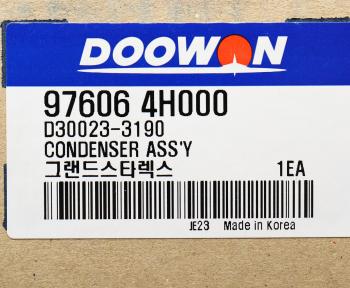 DOOWON
97606 4H000
D30023-3190
CONDENSER ASS'Y
그랜드스타렉스 1EA
JE23 Made in Korea